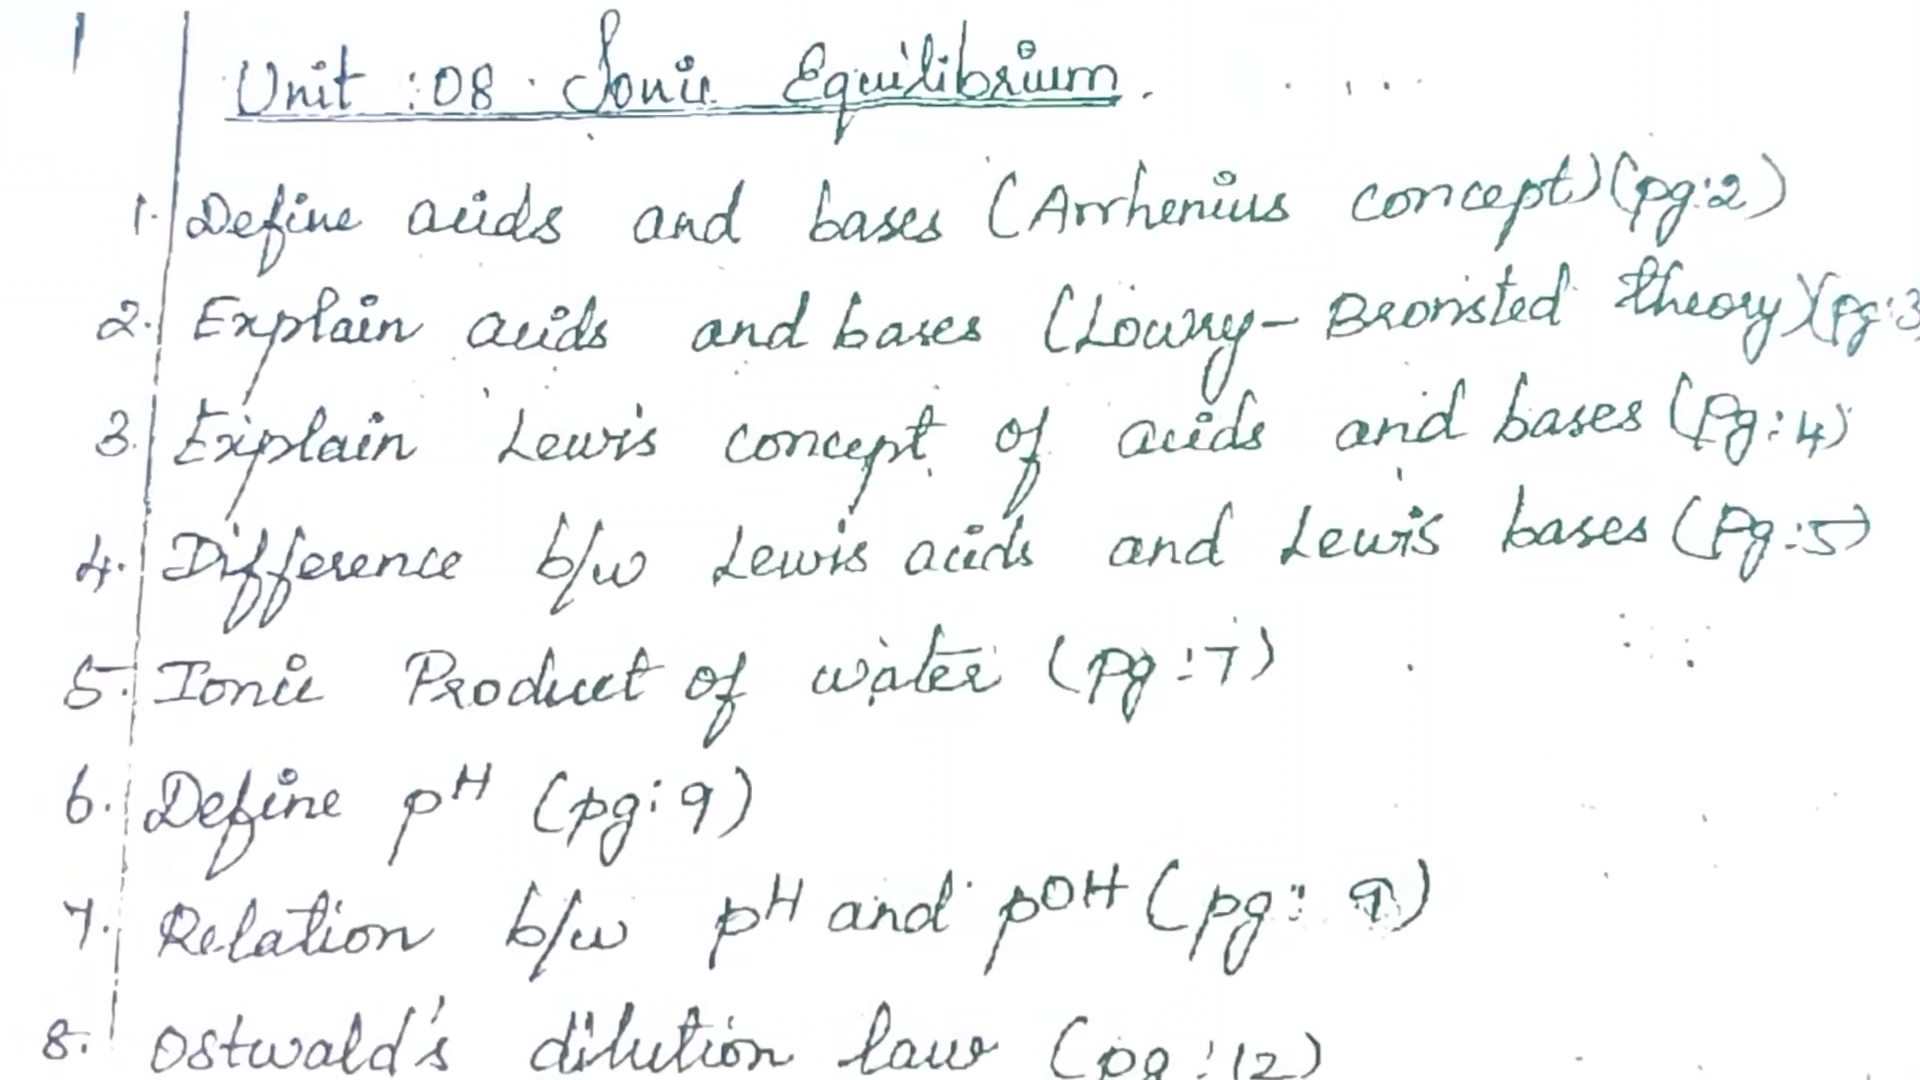 Unit : 08 . Ionic Equilibrium.
1. Define acids and bases (Arrhenius concept) (pg:2)
2. Explain acids and bases (Lowry- Bronsted theory) (pg:3
3. Explain Lewis concept of acids and bases (Pg:4)
4. Difference b/w Lewis acids and Lewis bases (Pg:5)
5. Ionic Product of water (pg:7)
6. Define pH (pg:9)
7. Relation b/w pH and pOH (pg: 9)
8. Ostwald's dilution law (pg:12)